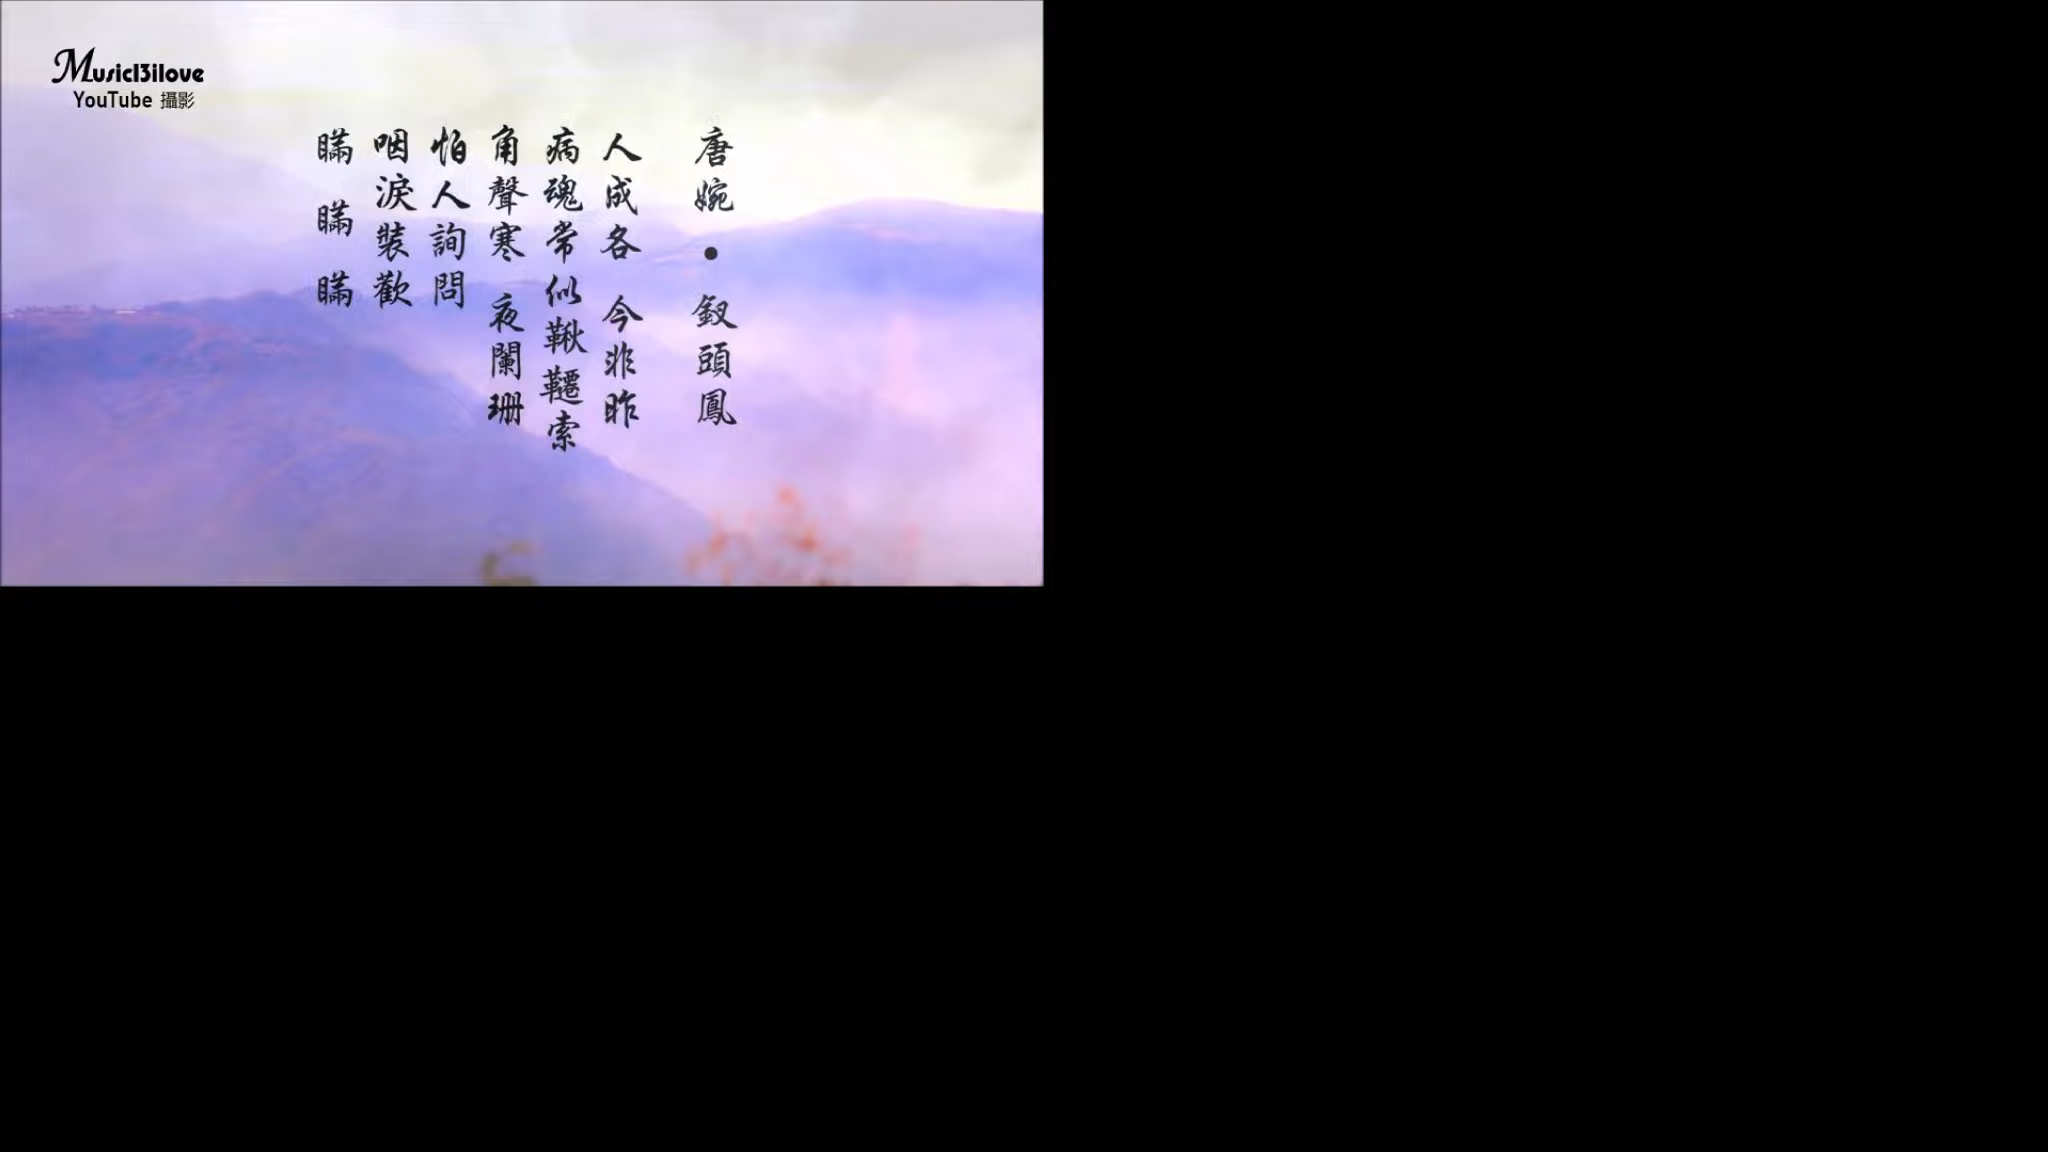 Music13ilove
YouTube 攝影
唐婉•釵頭鳳
人成各 今非昨
病魂常似鞦韆索
角聲寒 夜闌珊
怕人詢問
咽淚裝歡
瞞 瞞 瞞